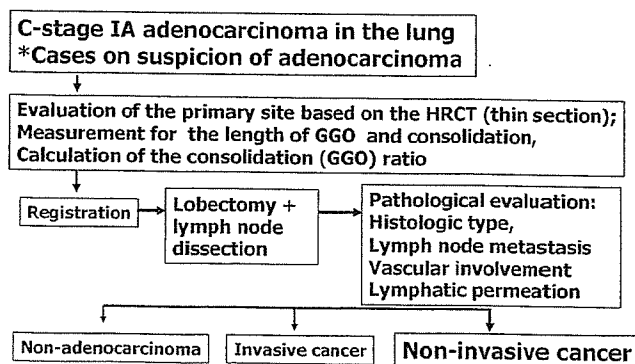 C-stage IA adenocarcinoma in the lung
*Cases on suspicion of adenocarcinoma
Evaluation of the primary site based on the HRCT (thin section);
Measurement for the length of GGO and consolidation,
Calculation of the consolidation (GGO) ratio
Registration
Lobectomy +
lymph node
dissection
Pathological evaluation:
Histologic type,
Lymph node metastasis
Vascular involvement
Lymphatic permeation
Non-adenocarcinoma
Invasive cancer
Non-invasive cancer